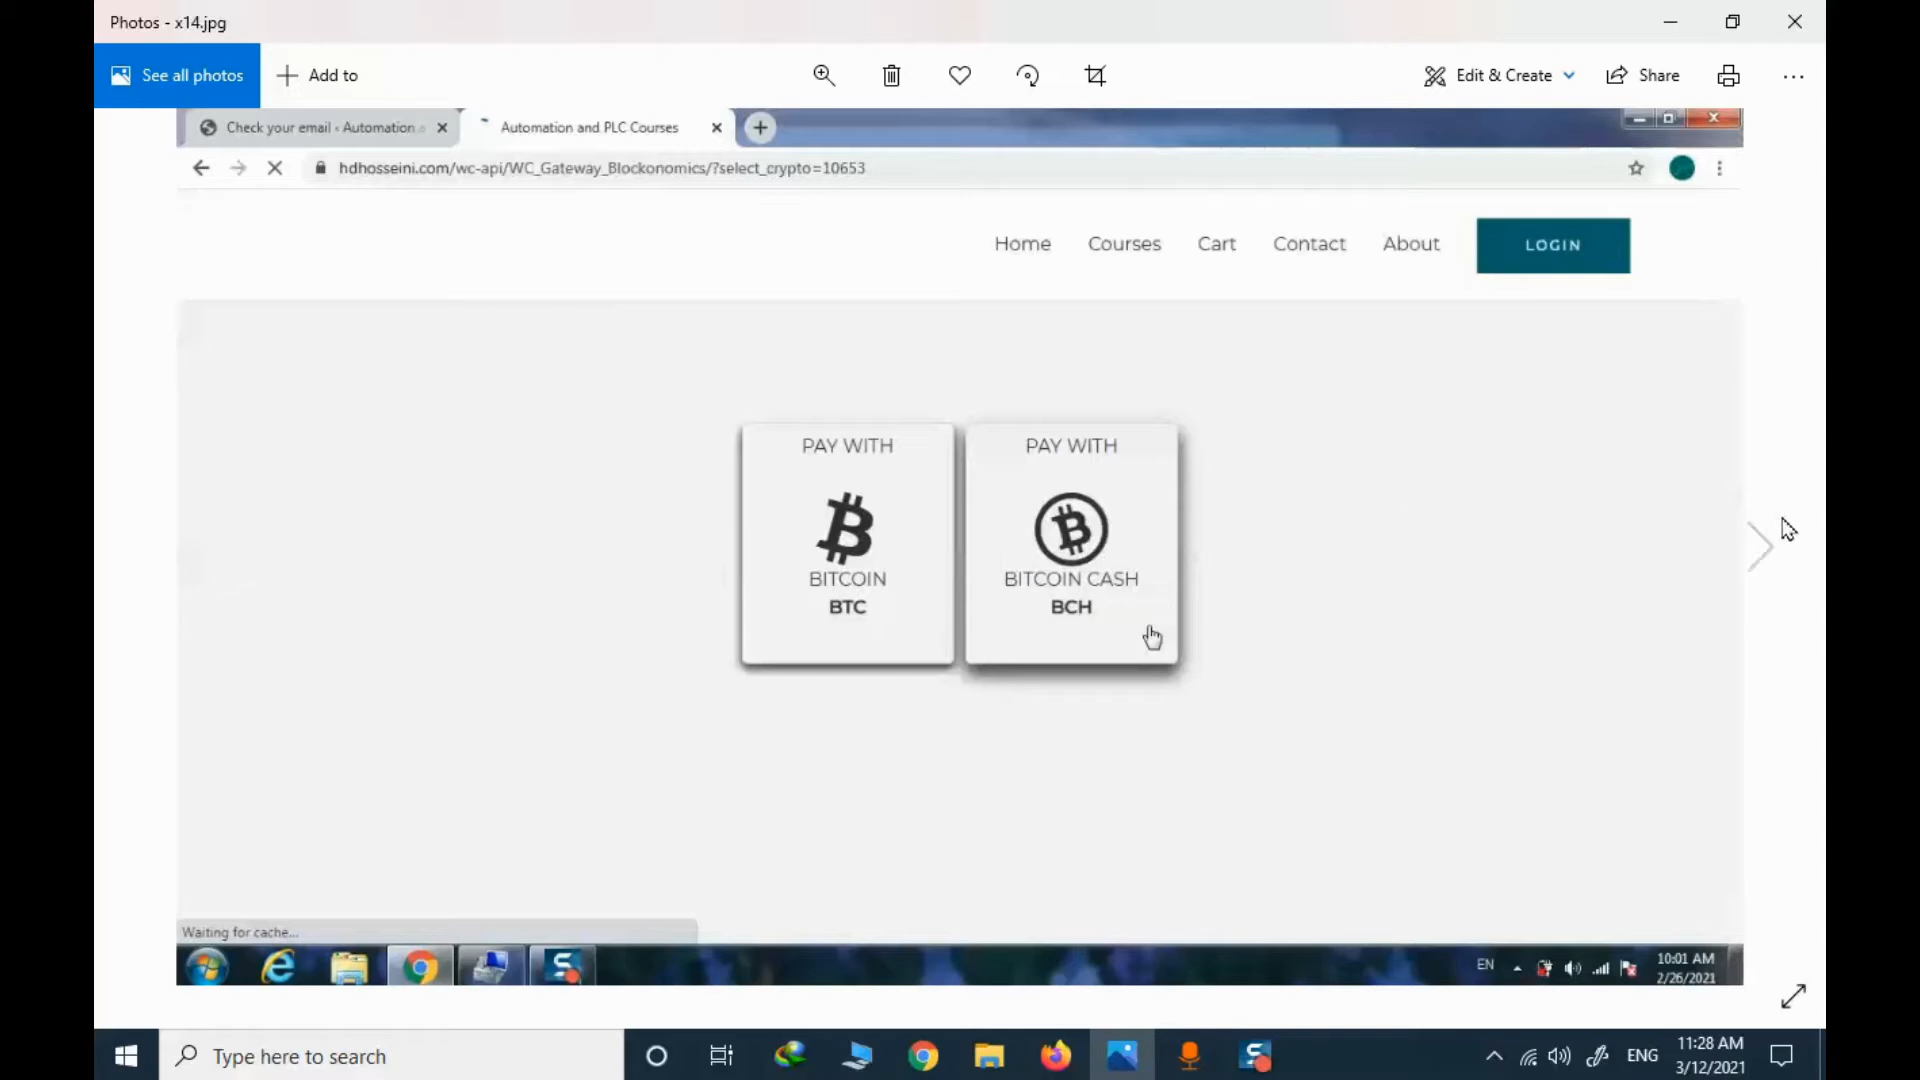 Photos - x14.jpg
See all photos
Add to
Edit & Create
Share
Check your email ‹ Automation
Automation and PLC Courses
hdhosseini.com/wc-api/WC_Gateway_Blockonomics/?select_crypto=10653
Home
Courses
Cart
Contact
About
LOGIN
PAY WITH
BITCOIN
BTC
PAY WITH
BITCOIN CASH
BCH
Waiting for cache...
EN
10:01 AM
2/26/2021
Type here to search
ENG
11:28 AM
3/12/2021